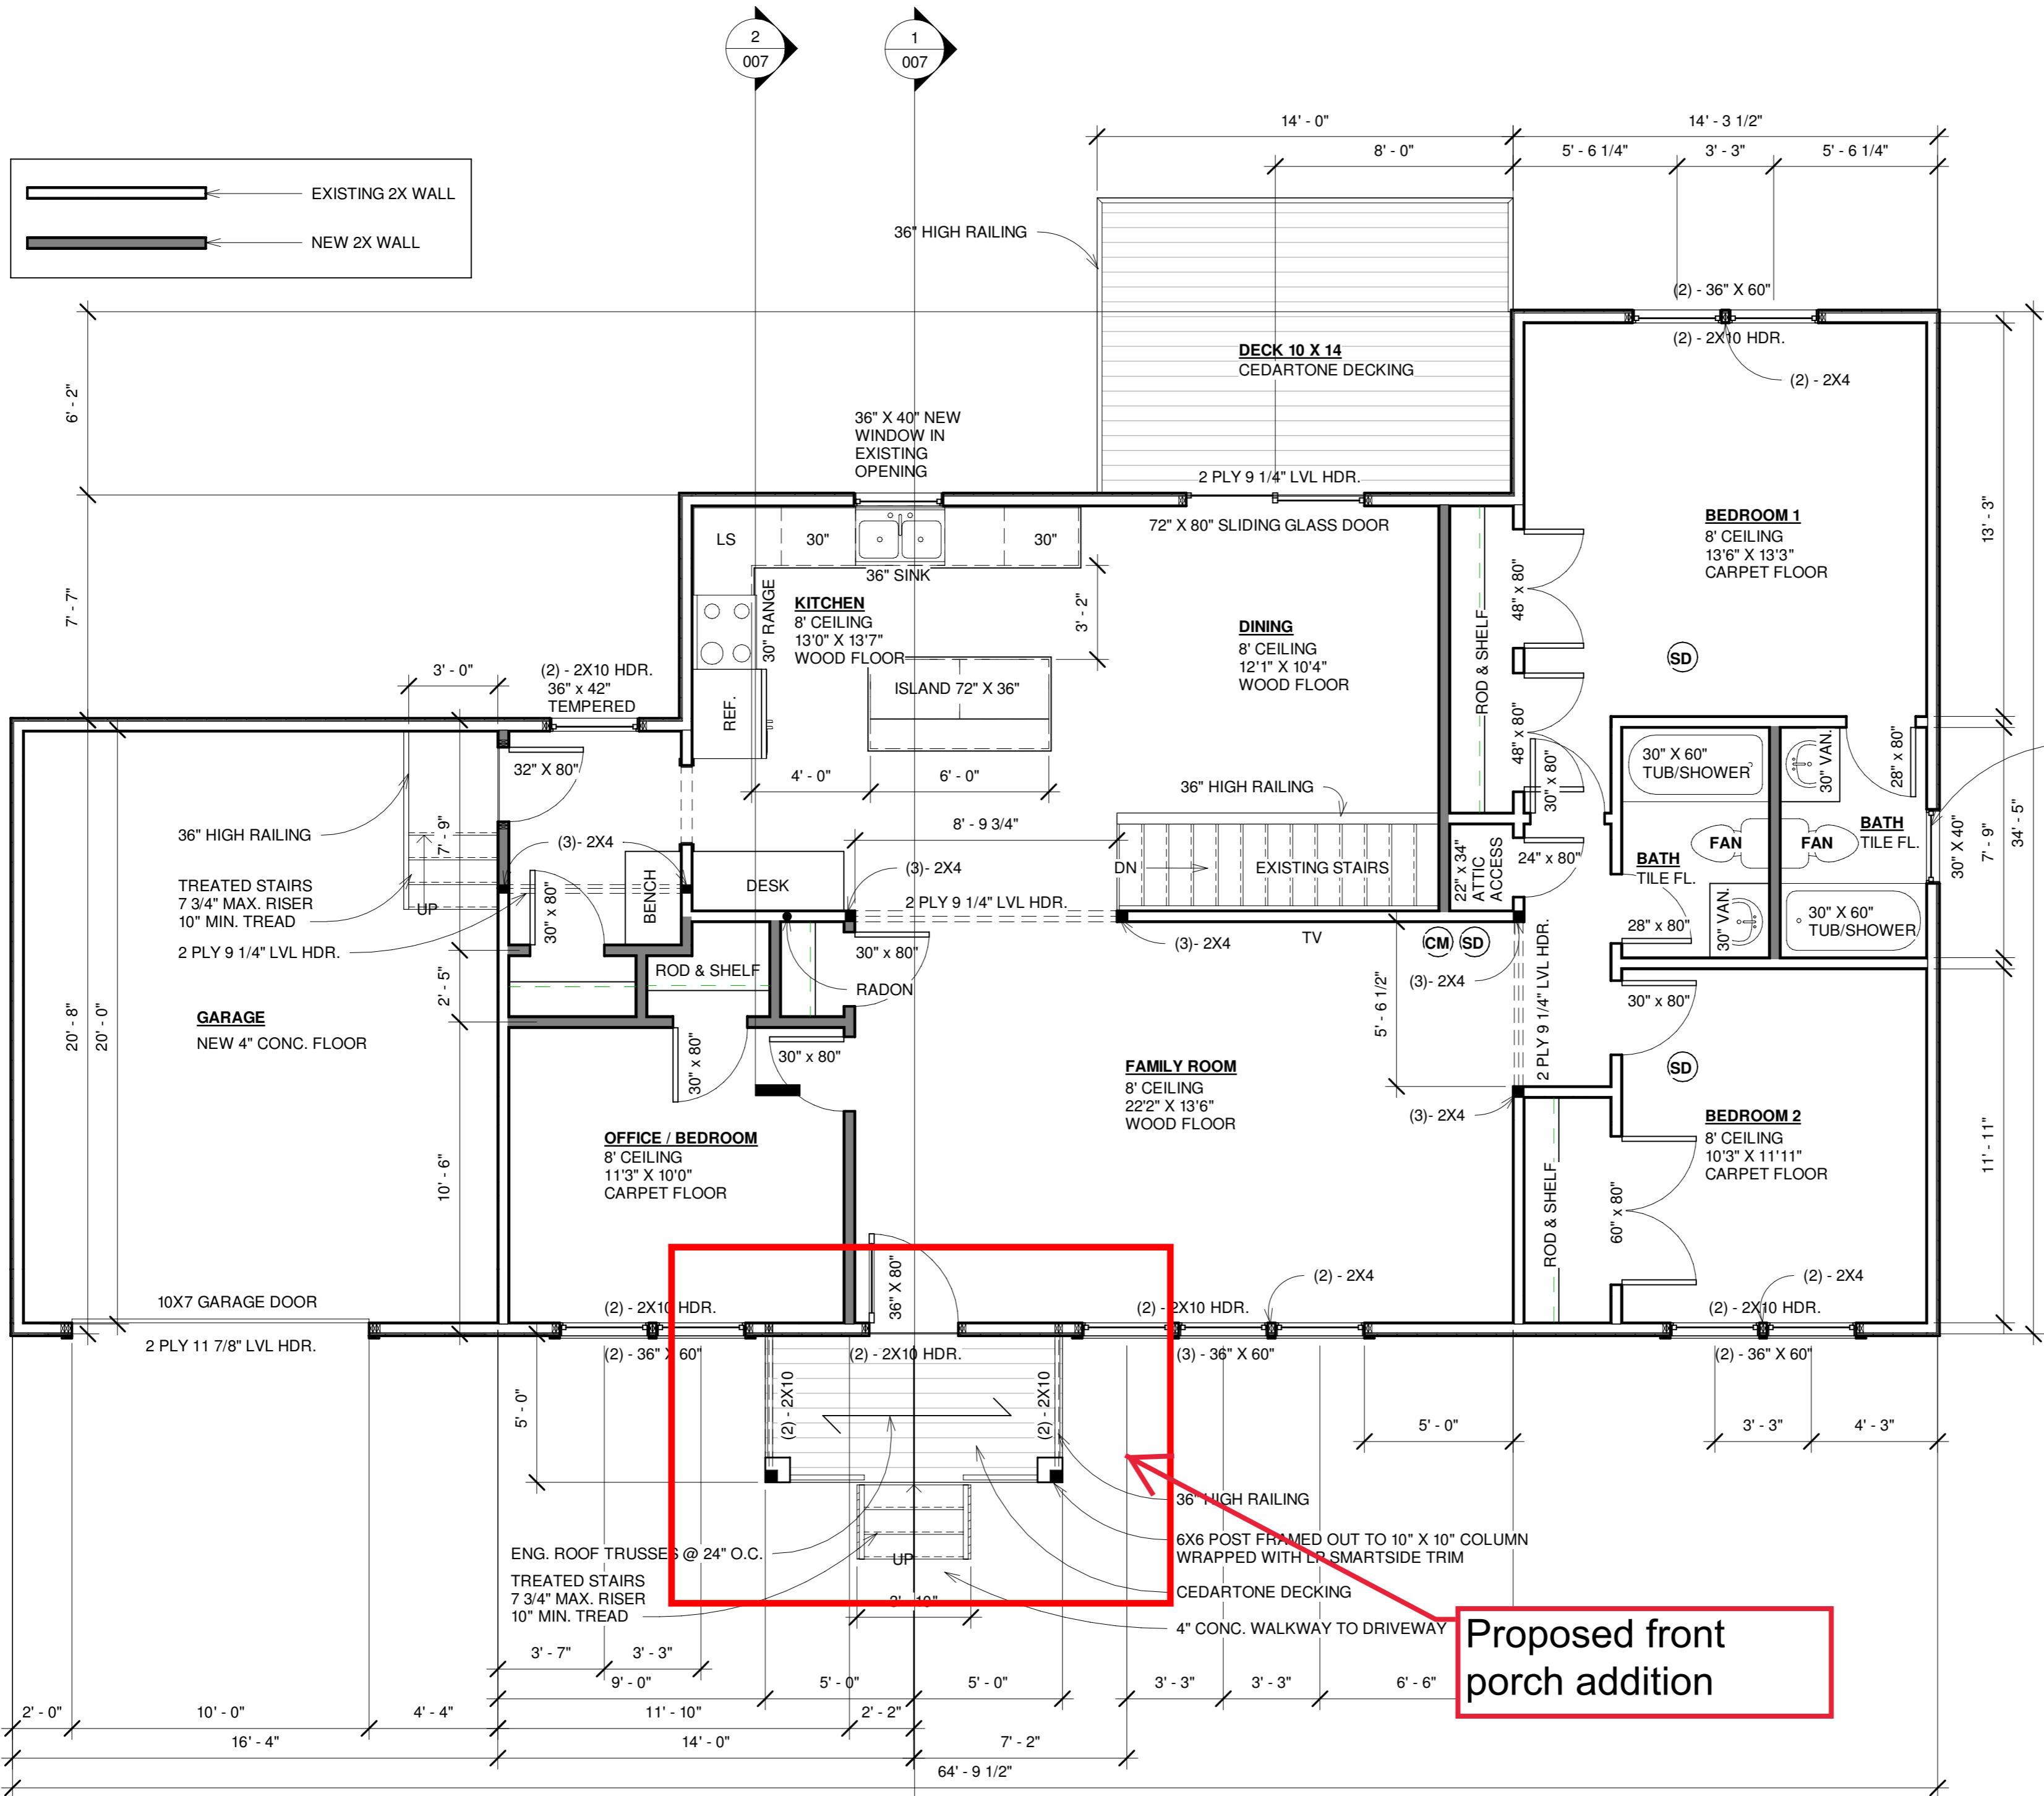 2
007
1
007
14' - 0"
14' - 3 1/2"
8' - 0"
5' - 6 1/4"
3' - 3"
5' - 6 1/4"
EXISTING 2X WALL
NEW 2X WALL
36" HIGH RAILING
(2) - 36" X 60"
(2) - 2X10 HDR.
(2) - 2X4
DECK 10 X 14
CEDARTONE DECKING
6' - 2"
36" X 40" NEW
WINDOW IN
EXISTING
OPENING
2 PLY 9 1/4" LVL HDR.
72" X 80" SLIDING GLASS DOOR
LS
30"
30"
36" SINK
30" RANGE
KITCHEN
8' CEILING
13'0" X 13'7"
WOOD FLOOR
3' - 2"
DINING
8' CEILING
12'1" X 10'4"
WOOD FLOOR
ROD & SHELF
48" x 80"
48" x 80"
BEDROOM 1
8' CEILING
13'6" X 13'3"
CARPET FLOOR
SD
13' - 3"
7' - 7"
3' - 0"
(2) - 2X10 HDR.
36" x 42"
TEMPERED
REF.
ISLAND 72" X 36"
4' - 0"
6' - 0"
32" X 80"
36" HIGH RAILING
7' - 9"
(3)- 2X4
TREATED STAIRS
7 3/4" MAX. RISER
10" MIN. TREAD
UP
2 PLY 9 1/4" LVL HDR.
30" x 80"
BENCH
DESK
8' - 9 3/4"
36" HIGH RAILING
(3)- 2X4
DN
EXISTING STAIRS
2 PLY 9 1/4" LVL HDR.
22" x 34"
ATTIC
ACCESS
30" x 80"
24" x 80"
30" X 60"
TUB/SHOWER
30" VAN.
28" x 80"
FAN
FAN
BATH
TILE FL.
BATH
TILE FL.
30" X 40"
7' - 9"
34' - 5"
28" x 80"
30" VAN.
30" X 60"
TUB/SHOWER
(3)- 2X4
TV
CM
SD
(3)- 2X4
2 PLY 9 1/4" LVL HDR.
30" x 80"
30" x 80"
ROD & SHELF
RADON
2' - 5"
5' - 6 1/2"
20' - 8"
20' - 0"
GARAGE
NEW 4" CONC. FLOOR
30" x 80"
30" x 80"
FAMILY ROOM
8' CEILING
22'2" X 13'6"
WOOD FLOOR
SD
(3)- 2X4
BEDROOM 2
8' CEILING
10'3" X 11'11"
CARPET FLOOR
11' - 11"
10' - 6"
OFFICE / BEDROOM
8' CEILING
11'3" X 10'0"
CARPET FLOOR
ROD & SHELF
60" x 80"
36" X 80"
(2) - 2X4
(2) - 2X4
10X7 GARAGE DOOR
(2) - 2X10 HDR.
(2) - 2X10 HDR.
(2) - 2X10 HDR.
2 PLY 11 7/8" LVL HDR.
(2) - 36" X 60"
(2) - 2X10 HDR.
(3) - 36" X 60"
(2) - 36" X 60"
5' - 0"
(2) - 2X10
(2) - 2X10
5' - 0"
3' - 3"
4' - 3"
36" HIGH RAILING
6X6 POST FRAMED OUT TO 10" X 10" COLUMN
WRAPPED WITH LP SMARTSIDE TRIM
ENG. ROOF TRUSSES @ 24" O.C.
UP
TREATED STAIRS
7 3/4" MAX. RISER
10" MIN. TREAD
CEDARTONE DECKING
3' - 10"
4" CONC. WALKWAY TO DRIVEWAY
Proposed front
porch addition
3' - 7"
3' - 3"
9' - 0"
5' - 0"
5' - 0"
3' - 3"
3' - 3"
6' - 6"
2' - 0"
10' - 0"
4' - 4"
11' - 10"
2' - 2"
16' - 4"
14' - 0"
7' - 2"
64' - 9 1/2"